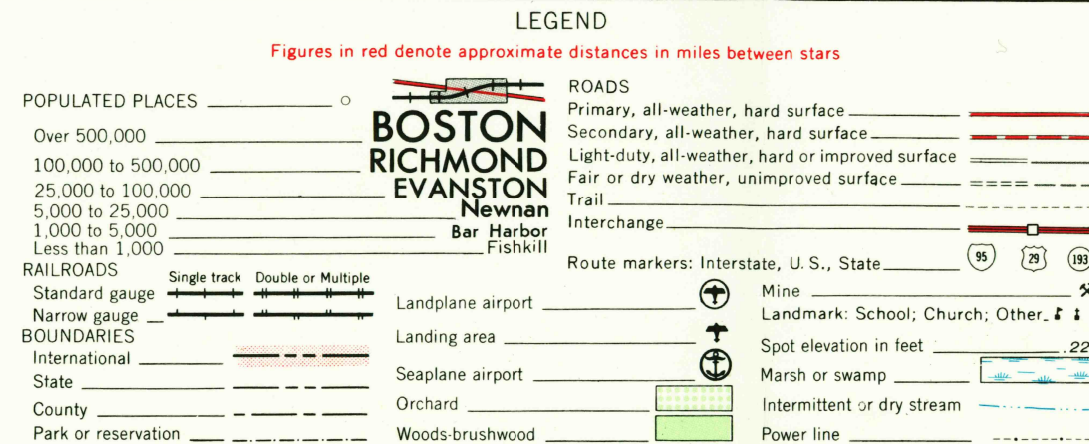 LEGEND
Figures in red denote approximate distances in miles between stars
POPULATED PLACES
Over 500,000 BOSTON
100,000 to 500,000 RICHMOND
25,000 to 100,000 EVANSTON
5,000 to 25,000 Newnan
1,000 to 5,000 Bar Harbor
Less than 1,000 Fishkill
RAILROADS
Single track Double or Multiple
Standard gauge
Narrow gauge
BOUNDARIES
International
State
County
Park or reservation
ROADS
Primary, all-weather, hard surface
Secondary, all-weather, hard surface
Light-duty, all-weather, hard or improved surface
Fair or dry weather, unimproved surface
Trail
Interchange
Route markers: Interstate, U. S., State 95 29 193
Landplane airport
Landing area
Seaplane airport
Orchard
Woods-brushwood
Mine
Landmark: School; Church; Other
Spot elevation in feet .22
Marsh or swamp
Intermittent or dry stream
Power line